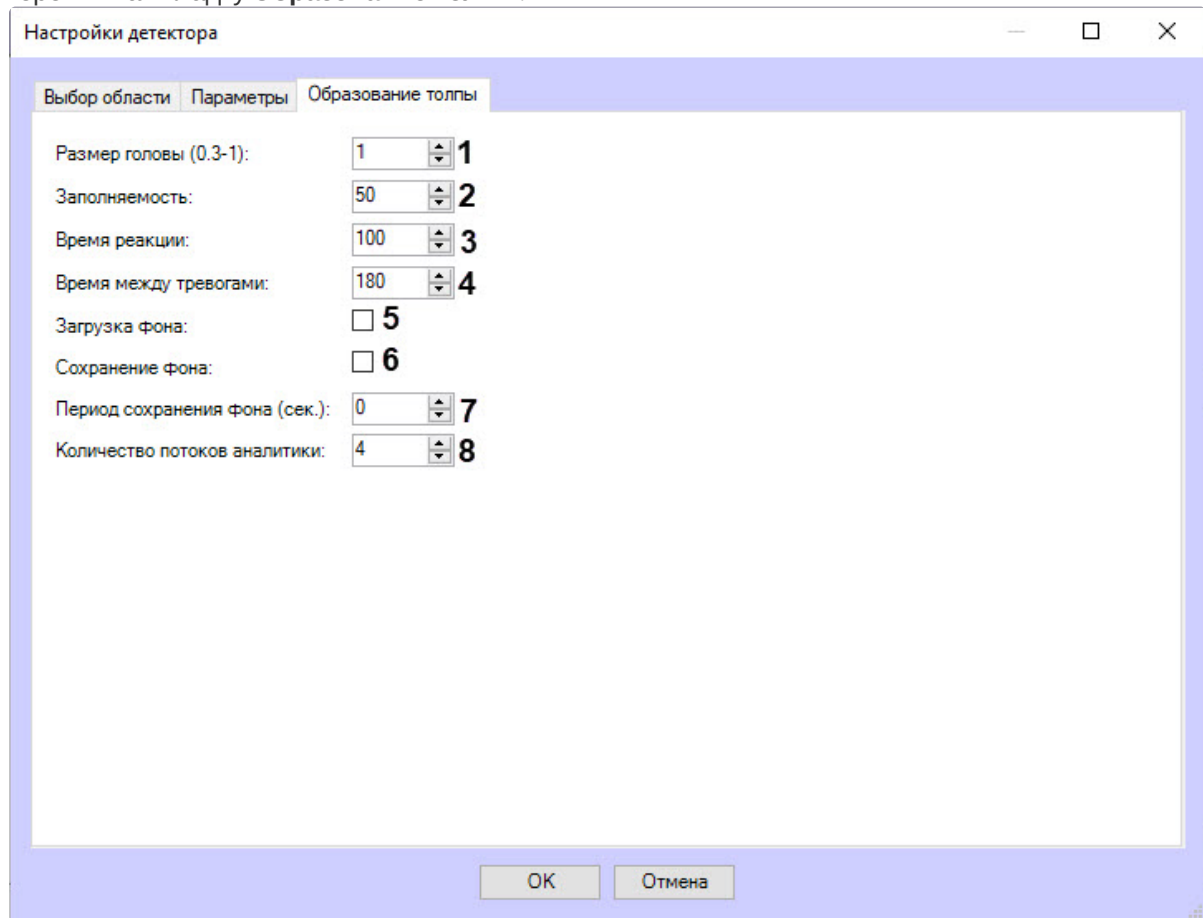 Настройки детектора
Выбор области Параметры Образование толпы
Размер головы (0.3-1): 1 1
Заполняемость: 50 2
Время реакции: 100 3
Время между тревогами: 180 4
Загрузка фона: 5
Сохранение фона: 6
Период сохранения фона (сек.): 0 7
Количество потоков аналитики: 4 8
OK Отмена